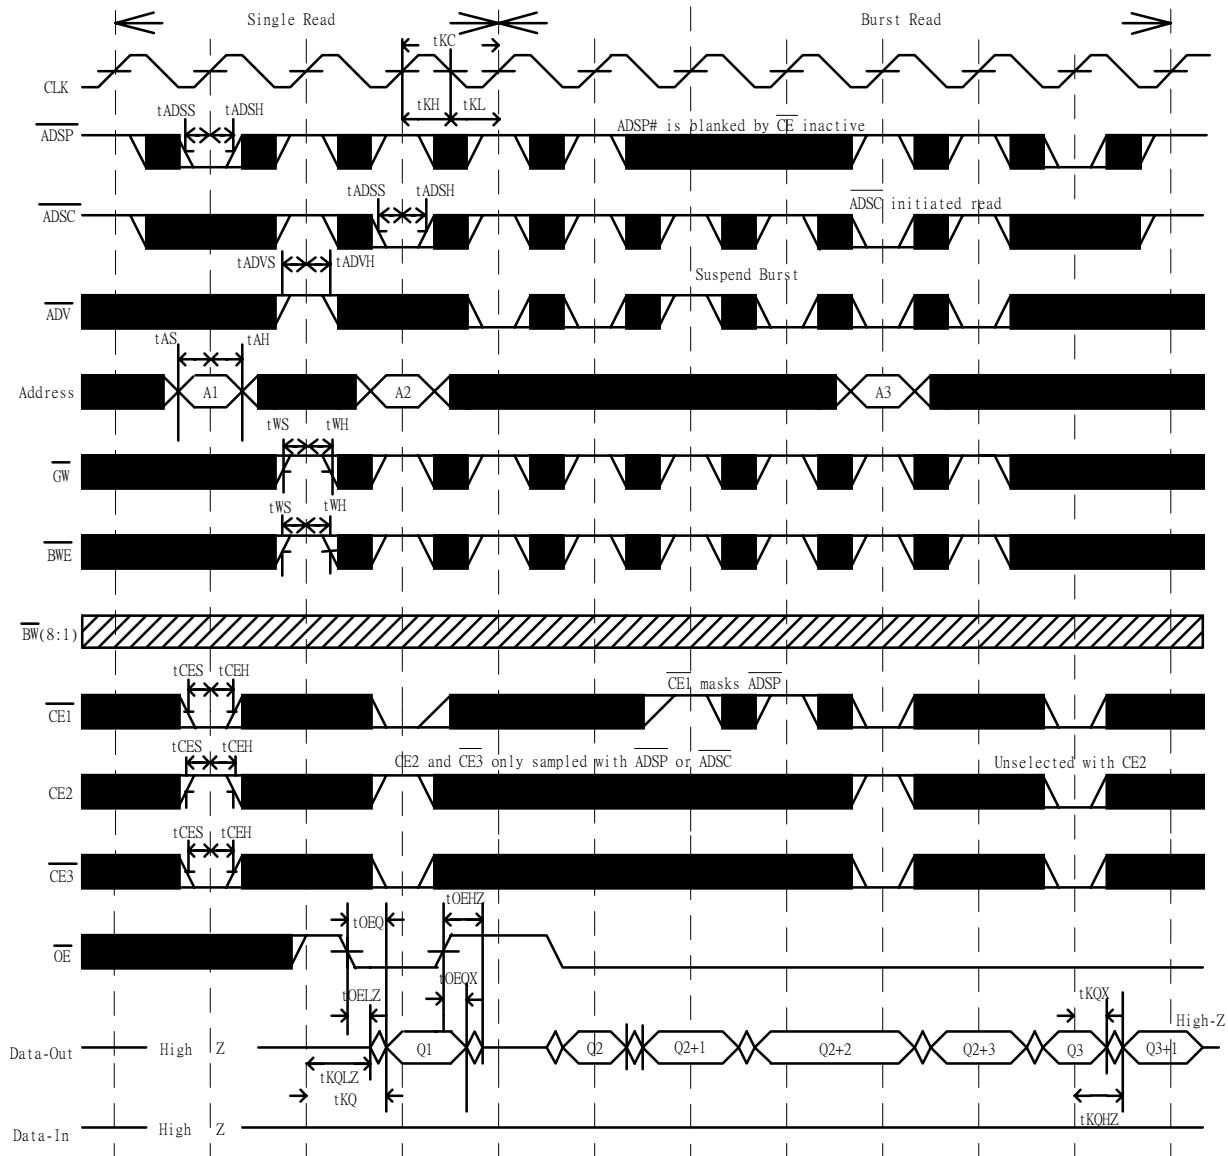 Single Read
Burst Read
tKC
CLK
tADSS
tADSH
tKH
tKL
ADSP# is blanked by CE inactive
ADSP
tADSS
tADSH
ADSC initiated read
ADSC
tADVS
tADVH
Suspend Burst
ADV
tAS
tAH
Address
A1
A2
A3
tWS
tWH
GW
tWS
tWH
BWE
BW(8:1)
tCES
tCEH
CE1 masks ADSP
CE1
tCES
tCEH
CE2 and CE3 only sampled with ADSP or ADSC
Unselected with CE2
CE2
tCES
tCEH
CE3
tOEQ
tOEHZ
OE
tOELZ
tOEQX
tKQX
High-Z
Data-Out
High Z
Q1
Q2
Q2+1
Q2+2
Q2+3
Q3
Q3+1
tKQLZ
tKQ
tKQHZ
Data-In
High Z